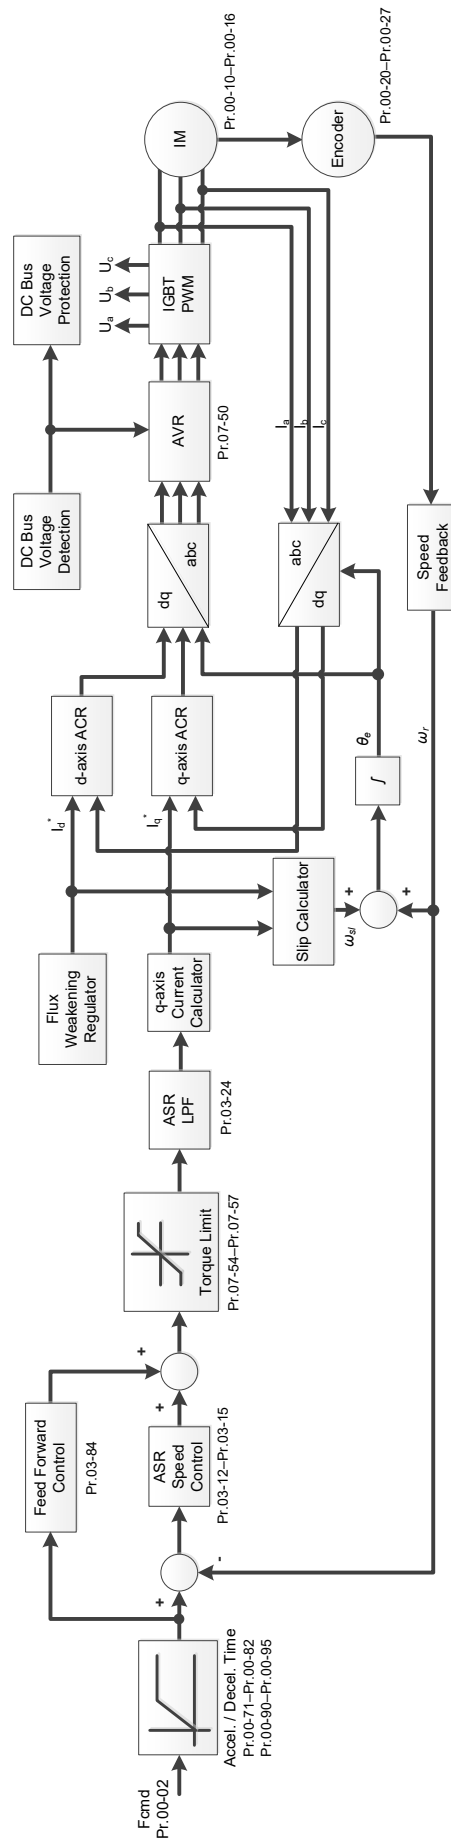 Fcmd
Pr.00-02
Accel. / Decel. Time
Pr.00-71–Pr.00-82
Pr.00-90–Pr.00-95
+
-
Feed Forward
Control
Pr.03-84
ASR
Speed
Control
Pr.03-12–Pr.03-15
+
+
Torque Limit
Pr.07-54–Pr.07-57
ASR
LPF
Pr.03-24
q-axis
Current
Calculator
Flux
Weakening
Regulator
Id*
Iq*
Slip Calculator
ωsl
+
+
∫
θe
ωr
d-axis ACR
q-axis ACR
dq
abc
abc
dq
Ia
Ib
Ic
DC Bus
Voltage
Detection
DC Bus
Voltage
Protection
AVR
Pr.07-50
IGBT
PWM
Ua
Ub
Uc
IM
Pr.00-10–Pr.00-16
Encoder
Pr.00-20–Pr.00-27
Speed
Feedback